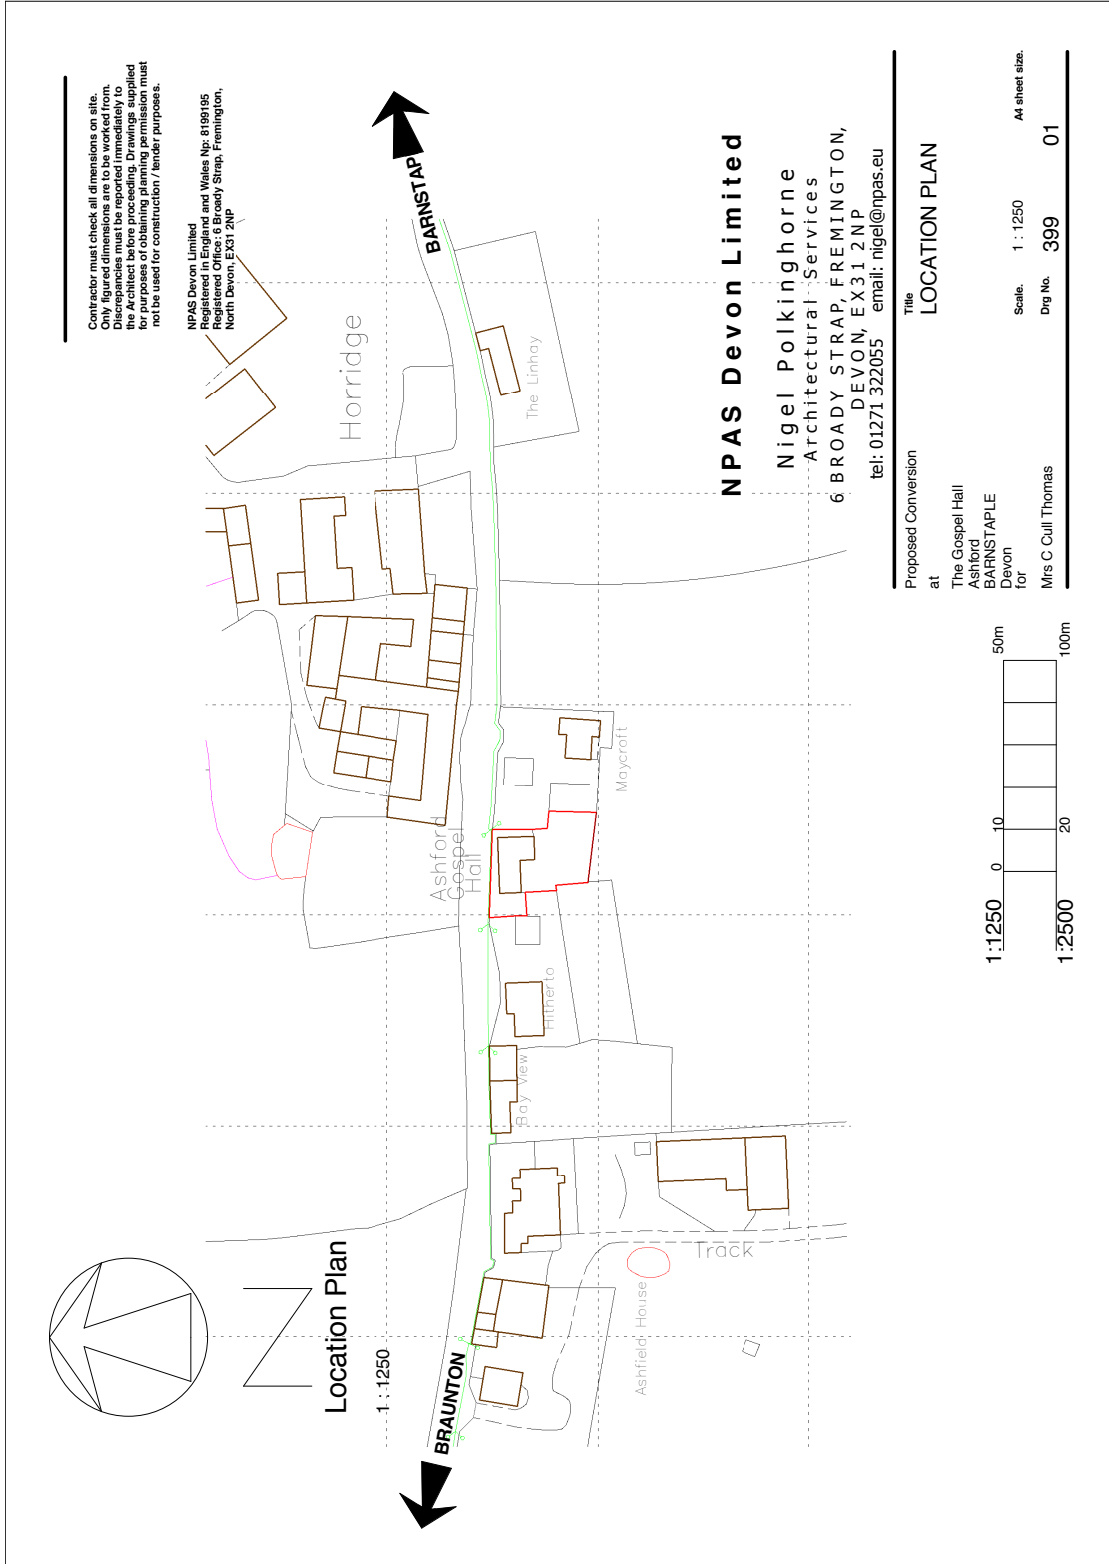 Contractor must check all dimensions on site.
Only figured dimensions are to be worked from.
Discrepancies must be reported immediately to
the Architect before proceeding. Drawings supplied
for purposes of obtaining planning permission must
not be used for construction / tender purposes.
NPAS Devon Limited
Registered in England and Wales Np: 8199195
Registered Office: 6 Broady Strap, Fremington,
North Devon, EX31 2NP
N
Location Plan
1 : 1250
BRAUNTON
BARNSTAP
Horridge
The Linhay
Ashford
Gospel
Hall
Maycroft
Hitherto
Bay View
Track
Ashfield House
NPAS Devon Limited
Nigel Polkinghorne
Architectural Services
6 BROADY STRAP, FREMINGTON,
DEVON, EX31 2NP
tel: 01271 322055 email: nigel@npas.eu
Proposed Conversion
at
The Gospel Hall
Ashford
BARNSTAPLE
Devon
for
Mrs C Cull Thomas
Title
LOCATION PLAN
Scale. 1 : 1250 A4 sheet size.
Drg No. 399 01
1:1250 0 10 50m
1:2500 20 100m